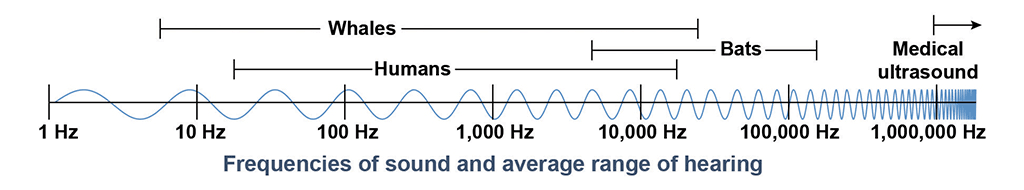 Whales
Bats
Medical
ultrasound
Humans
1 Hz 10 Hz 100 Hz 1,000 Hz 10,000 Hz 100,000 Hz 1,000,000 Hz
Frequencies of sound and average range of hearing